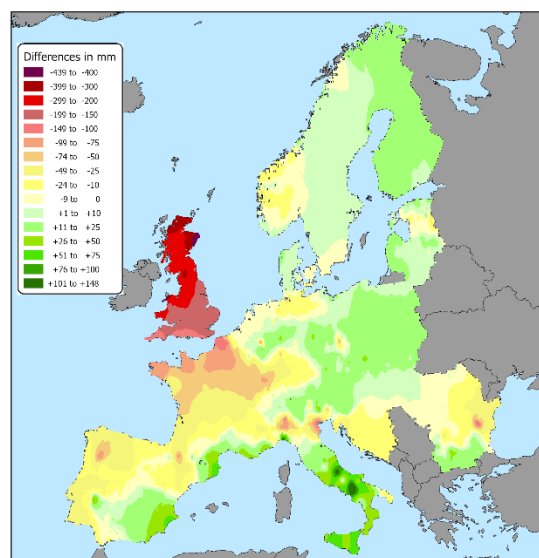 Differences in mm
-439 to -400
-399 to -300
-299 to -200
-199 to -150
-149 to -100
-99 to -75
-74 to -50
-49 to -25
-24 to -10
-9 to 0
+1 to +10
+11 to +25
+26 to +50
+51 to +75
+76 to +100
+101 to +148